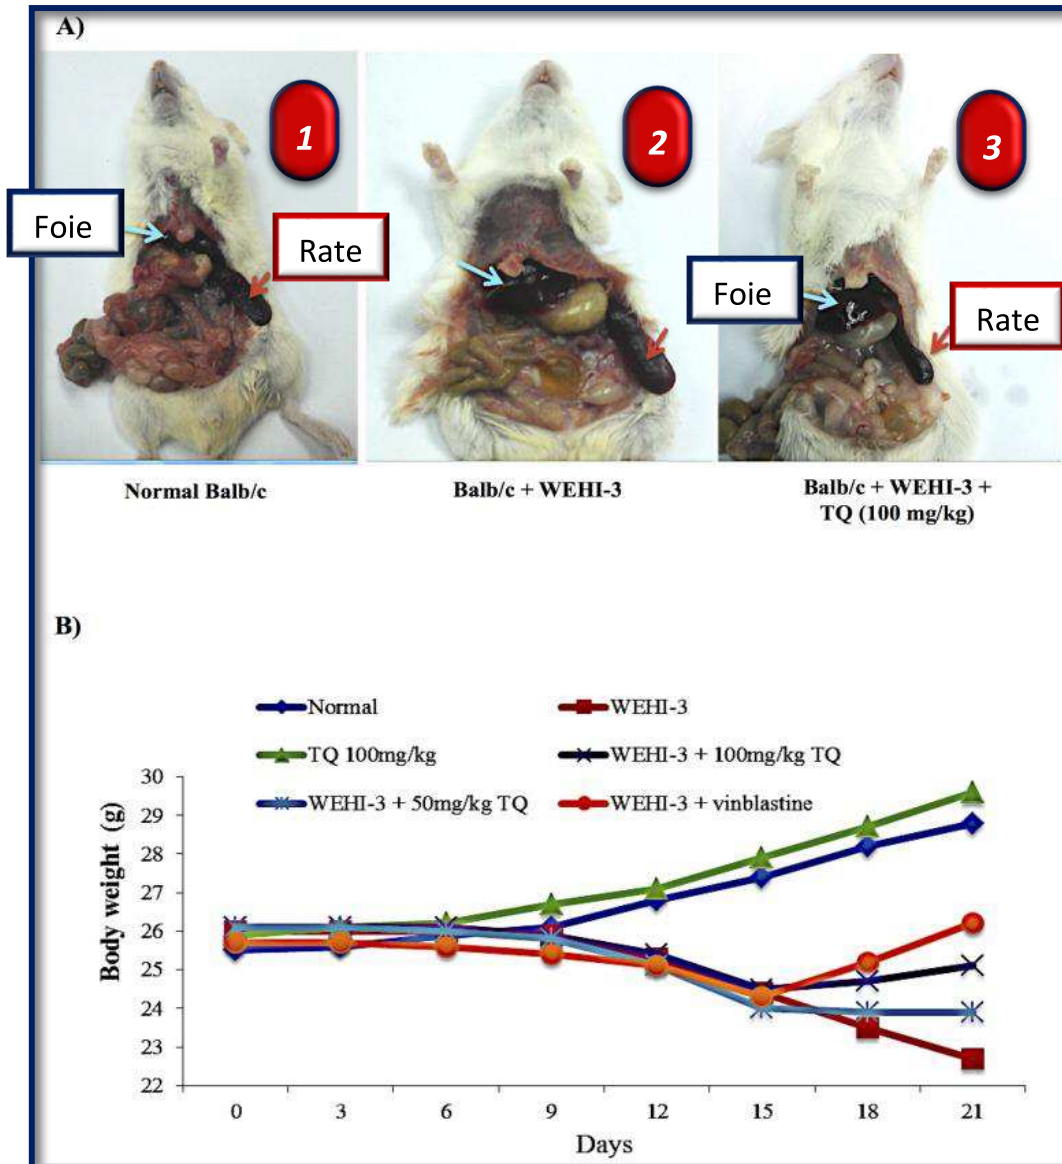 A)
1
2
3
Foie
Rate
Foie
Rate
Normal Balb/c
Balb/c + WEHI-3
Balb/c + WEHI-3 +
TQ (100 mg/kg)
B)
Normal
WEHI-3
TQ 100mg/kg
WEHI-3 + 100mg/kg TQ
WEHI-3 + 50mg/kg TQ
WEHI-3 + vinblastine
Body weight (g)
30
29
28
27
26
25
24
23
22
0 3 6 9 12 15 18 21
Days